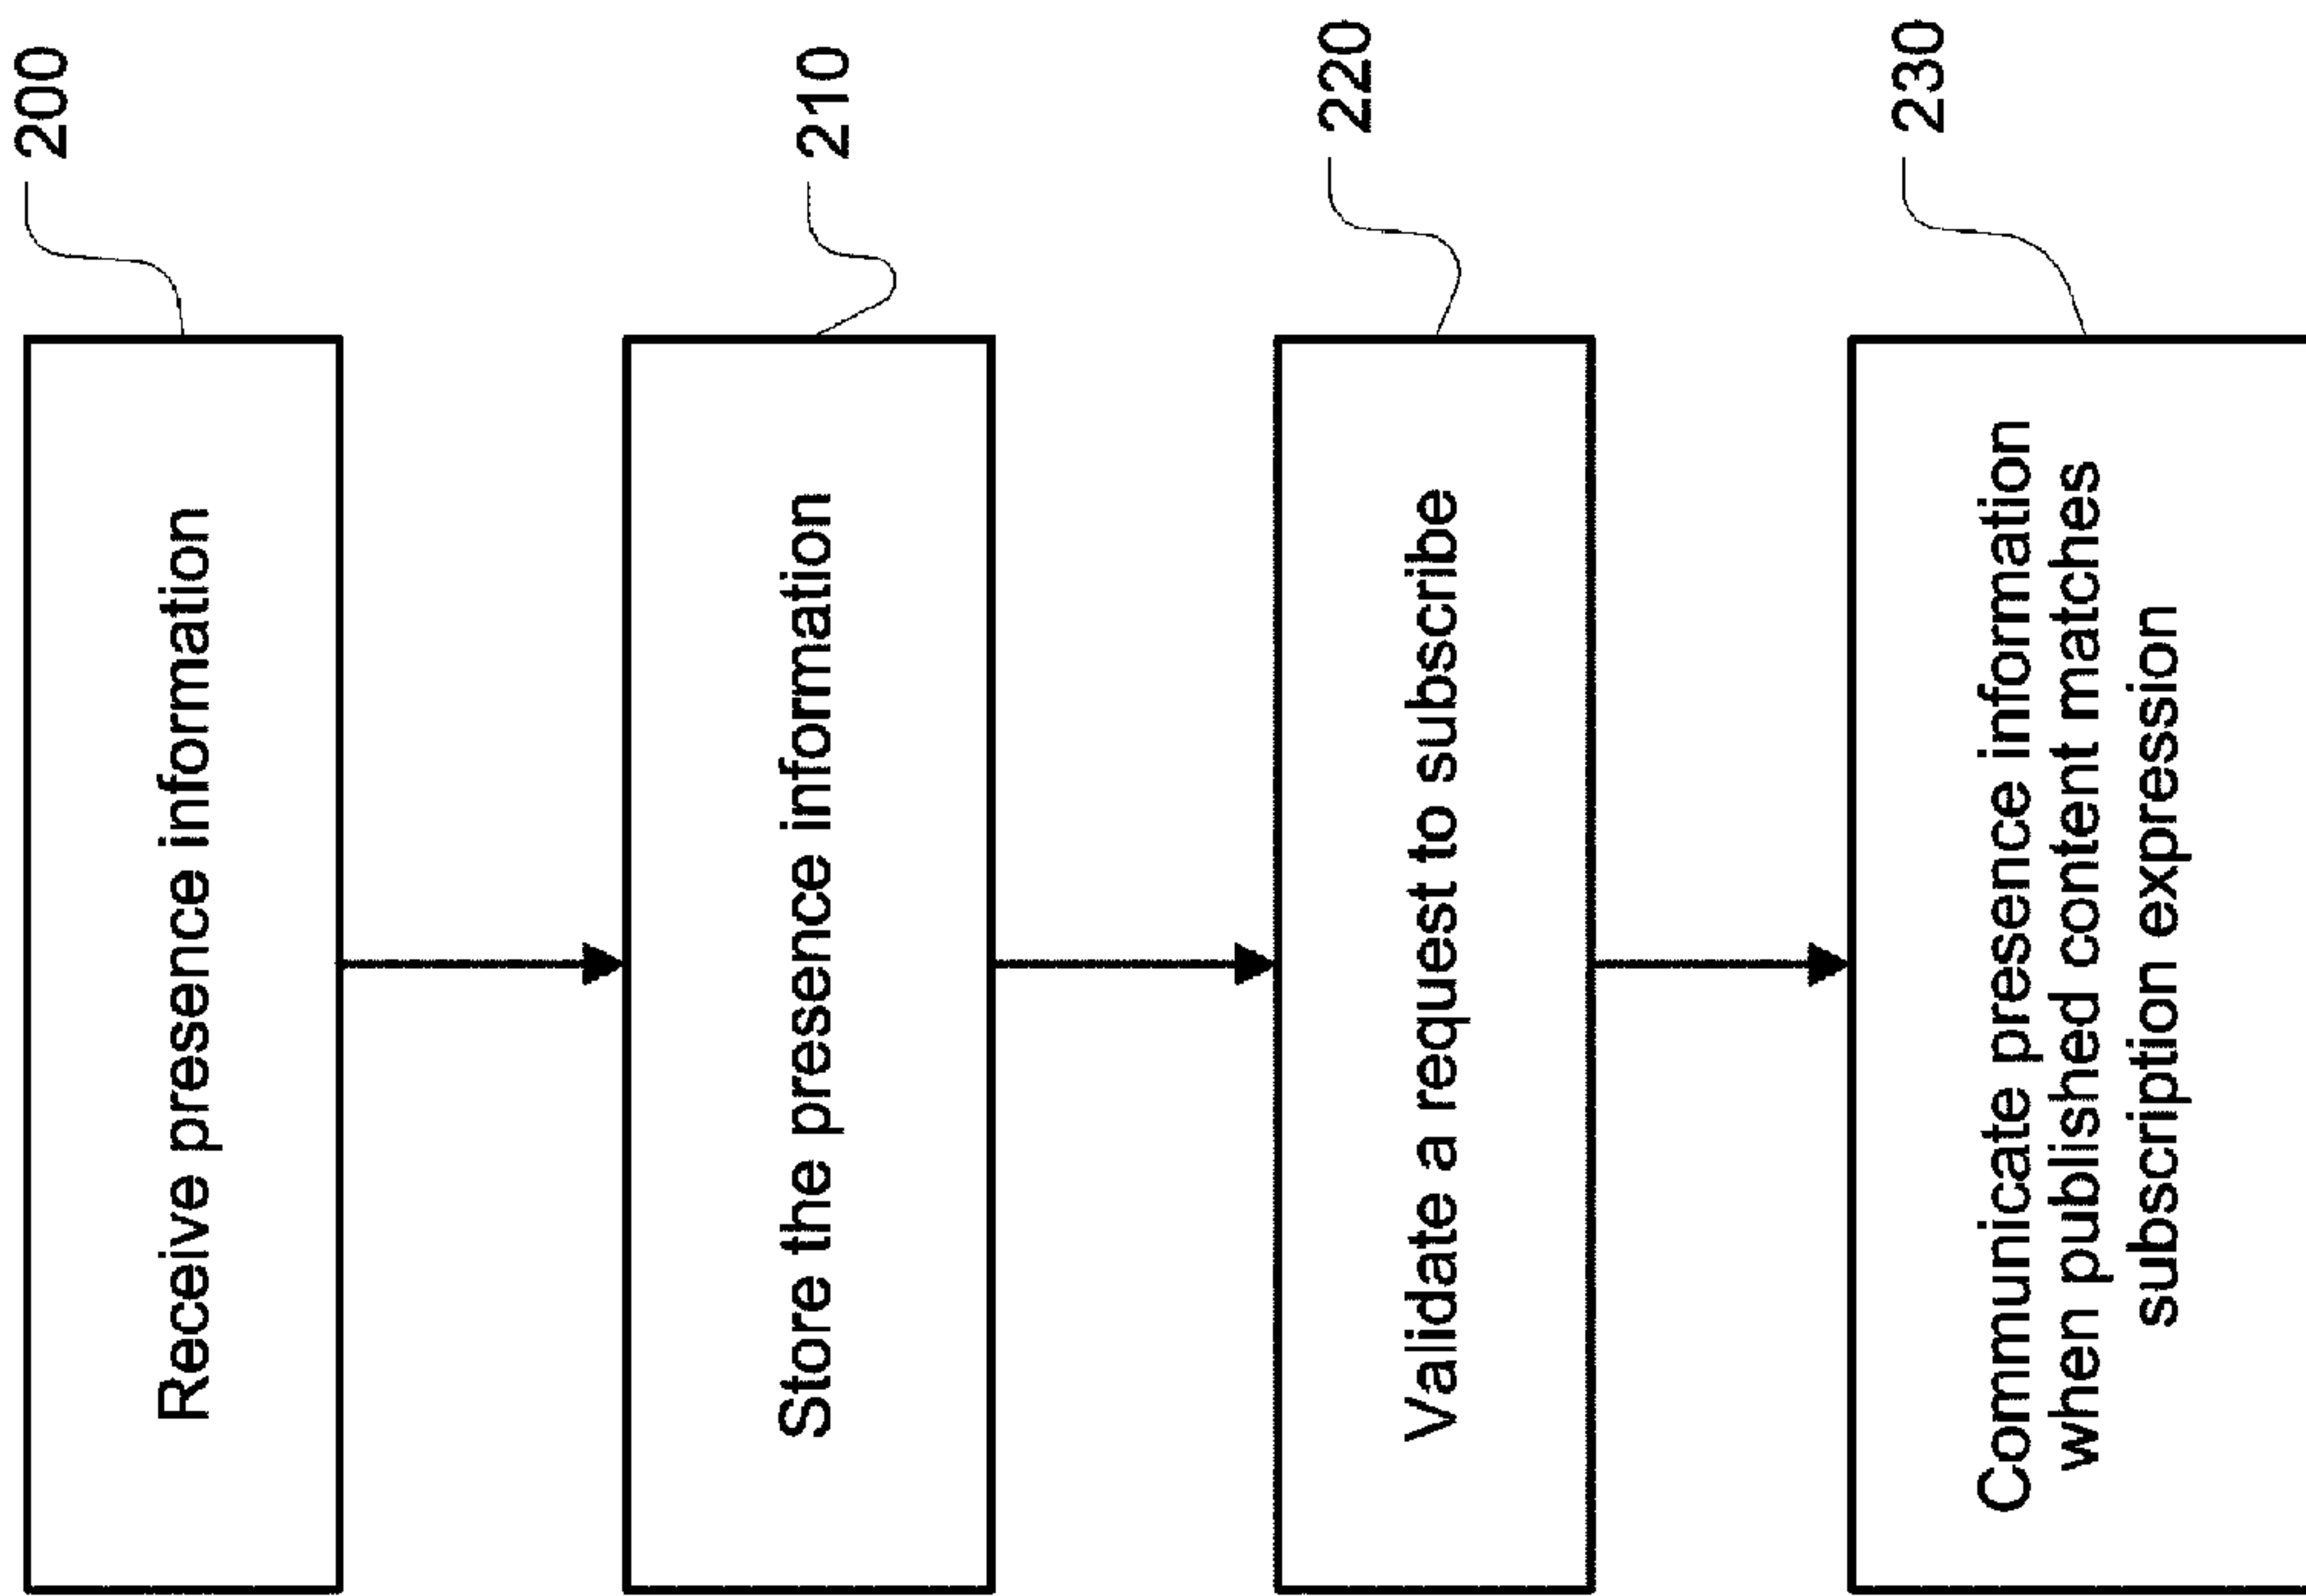 200
Receive presence information
210
Store the presence information
220
Validate a request to subscribe
230
Communicate presence information
when published content matches
subscription expression